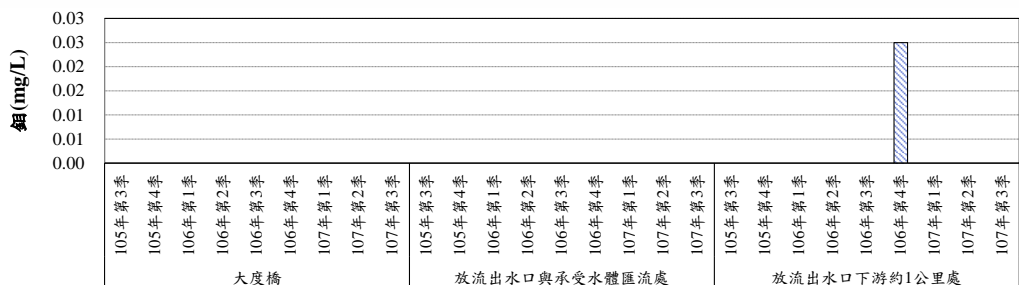 0.03
0.03
0.02
0.02
0.01
0.01
0.00
鉬(mg/L)
105年第3季
105年第4季
106年第1季
106年第2季
106年第3季
106年第4季
107年第1季
107年第2季
107年第3季
105年第3季
105年第4季
106年第1季
106年第2季
106年第3季
106年第4季
107年第1季
107年第2季
107年第3季
105年第3季
105年第4季
106年第1季
106年第2季
106年第3季
106年第4季
107年第1季
107年第2季
107年第3季
大度橋
放流出水口與承受水體匯流處
放流出水口下游約1公里處